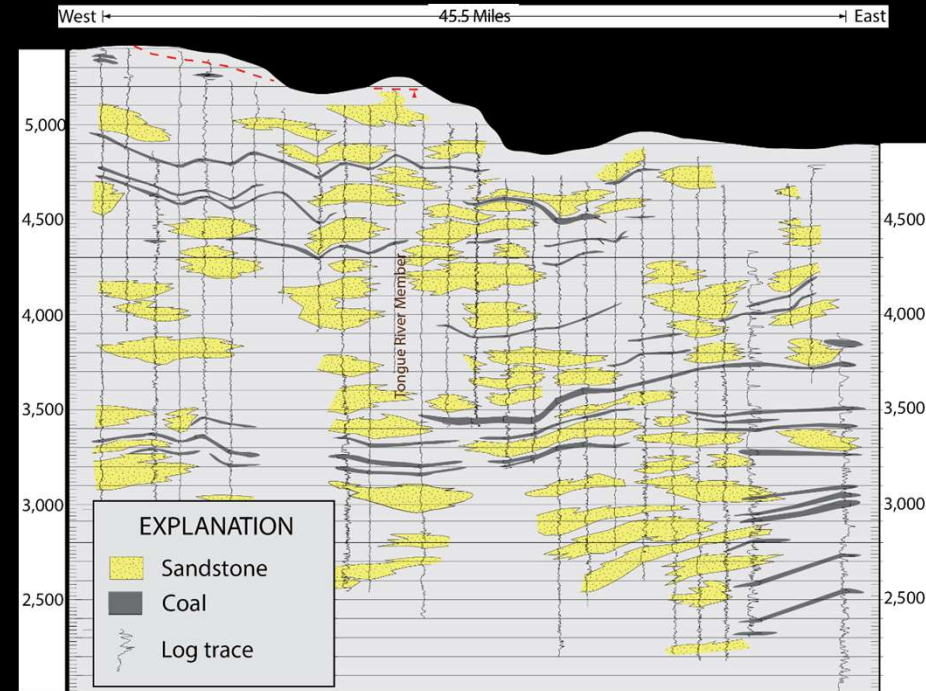 West
45.5 Miles
East
5,000
4,500
4,000
3,500
3,000
2,500
4,500
4,000
3,500
3,000
2,500
Tongue River Member
EXPLANATION
Sandstone
Coal
Log trace